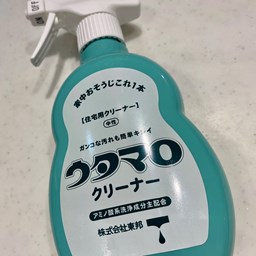 家中おそうじこれ1本
【住宅用クリーナー】
中性
ガンコな汚れも簡単キレイ
ウタマロ
クリーナー
アミノ酸系洗浄成分主配合
株式会社東邦